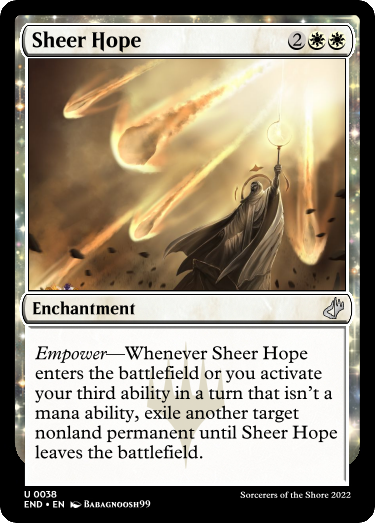 Sheer Hope 2
Enchantment
Empower—Whenever Sheer Hope
enters the battlefield or you activate
your third ability in a turn that isn't a
mana ability, exile another target
nonland permanent until Sheer Hope
leaves the battlefield.
U 0038
END • EN Babagnoosh99
Sorcerers of the Shore 2022